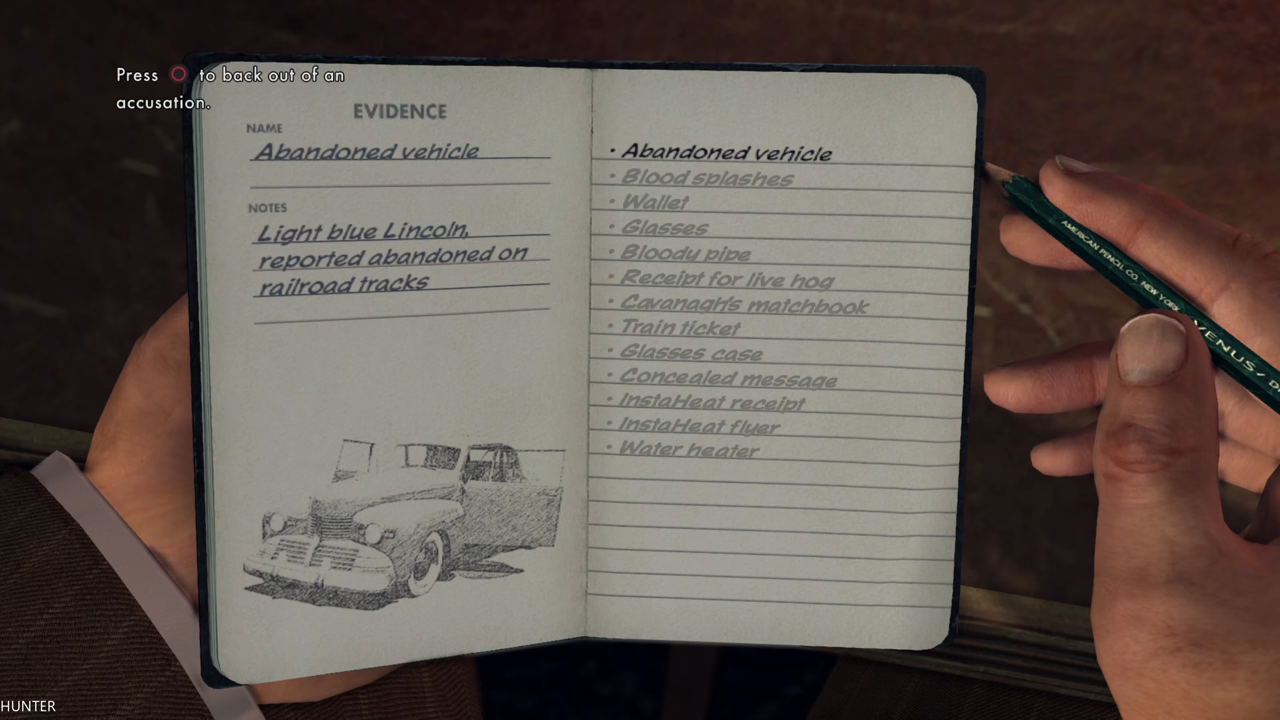 Press to back out of an
accusation.
EVIDENCE
NAME
Abandoned vehicle
NOTES
Light blue Lincoln,
reported abandoned on
railroad tracks
• Abandoned vehicle
• Blood splashes
• Wallet
• Glasses
• Bloody pipe
• Receipt for live hog
• Cavanagh's matchbook
• Train ticket
• Glasses case
• Concealed message
• InstaHeat receipt
• InstaHeat flyer
• Water heater
AMERICAN PENCIL CO. NEW YORK
VENUS
HUNTER